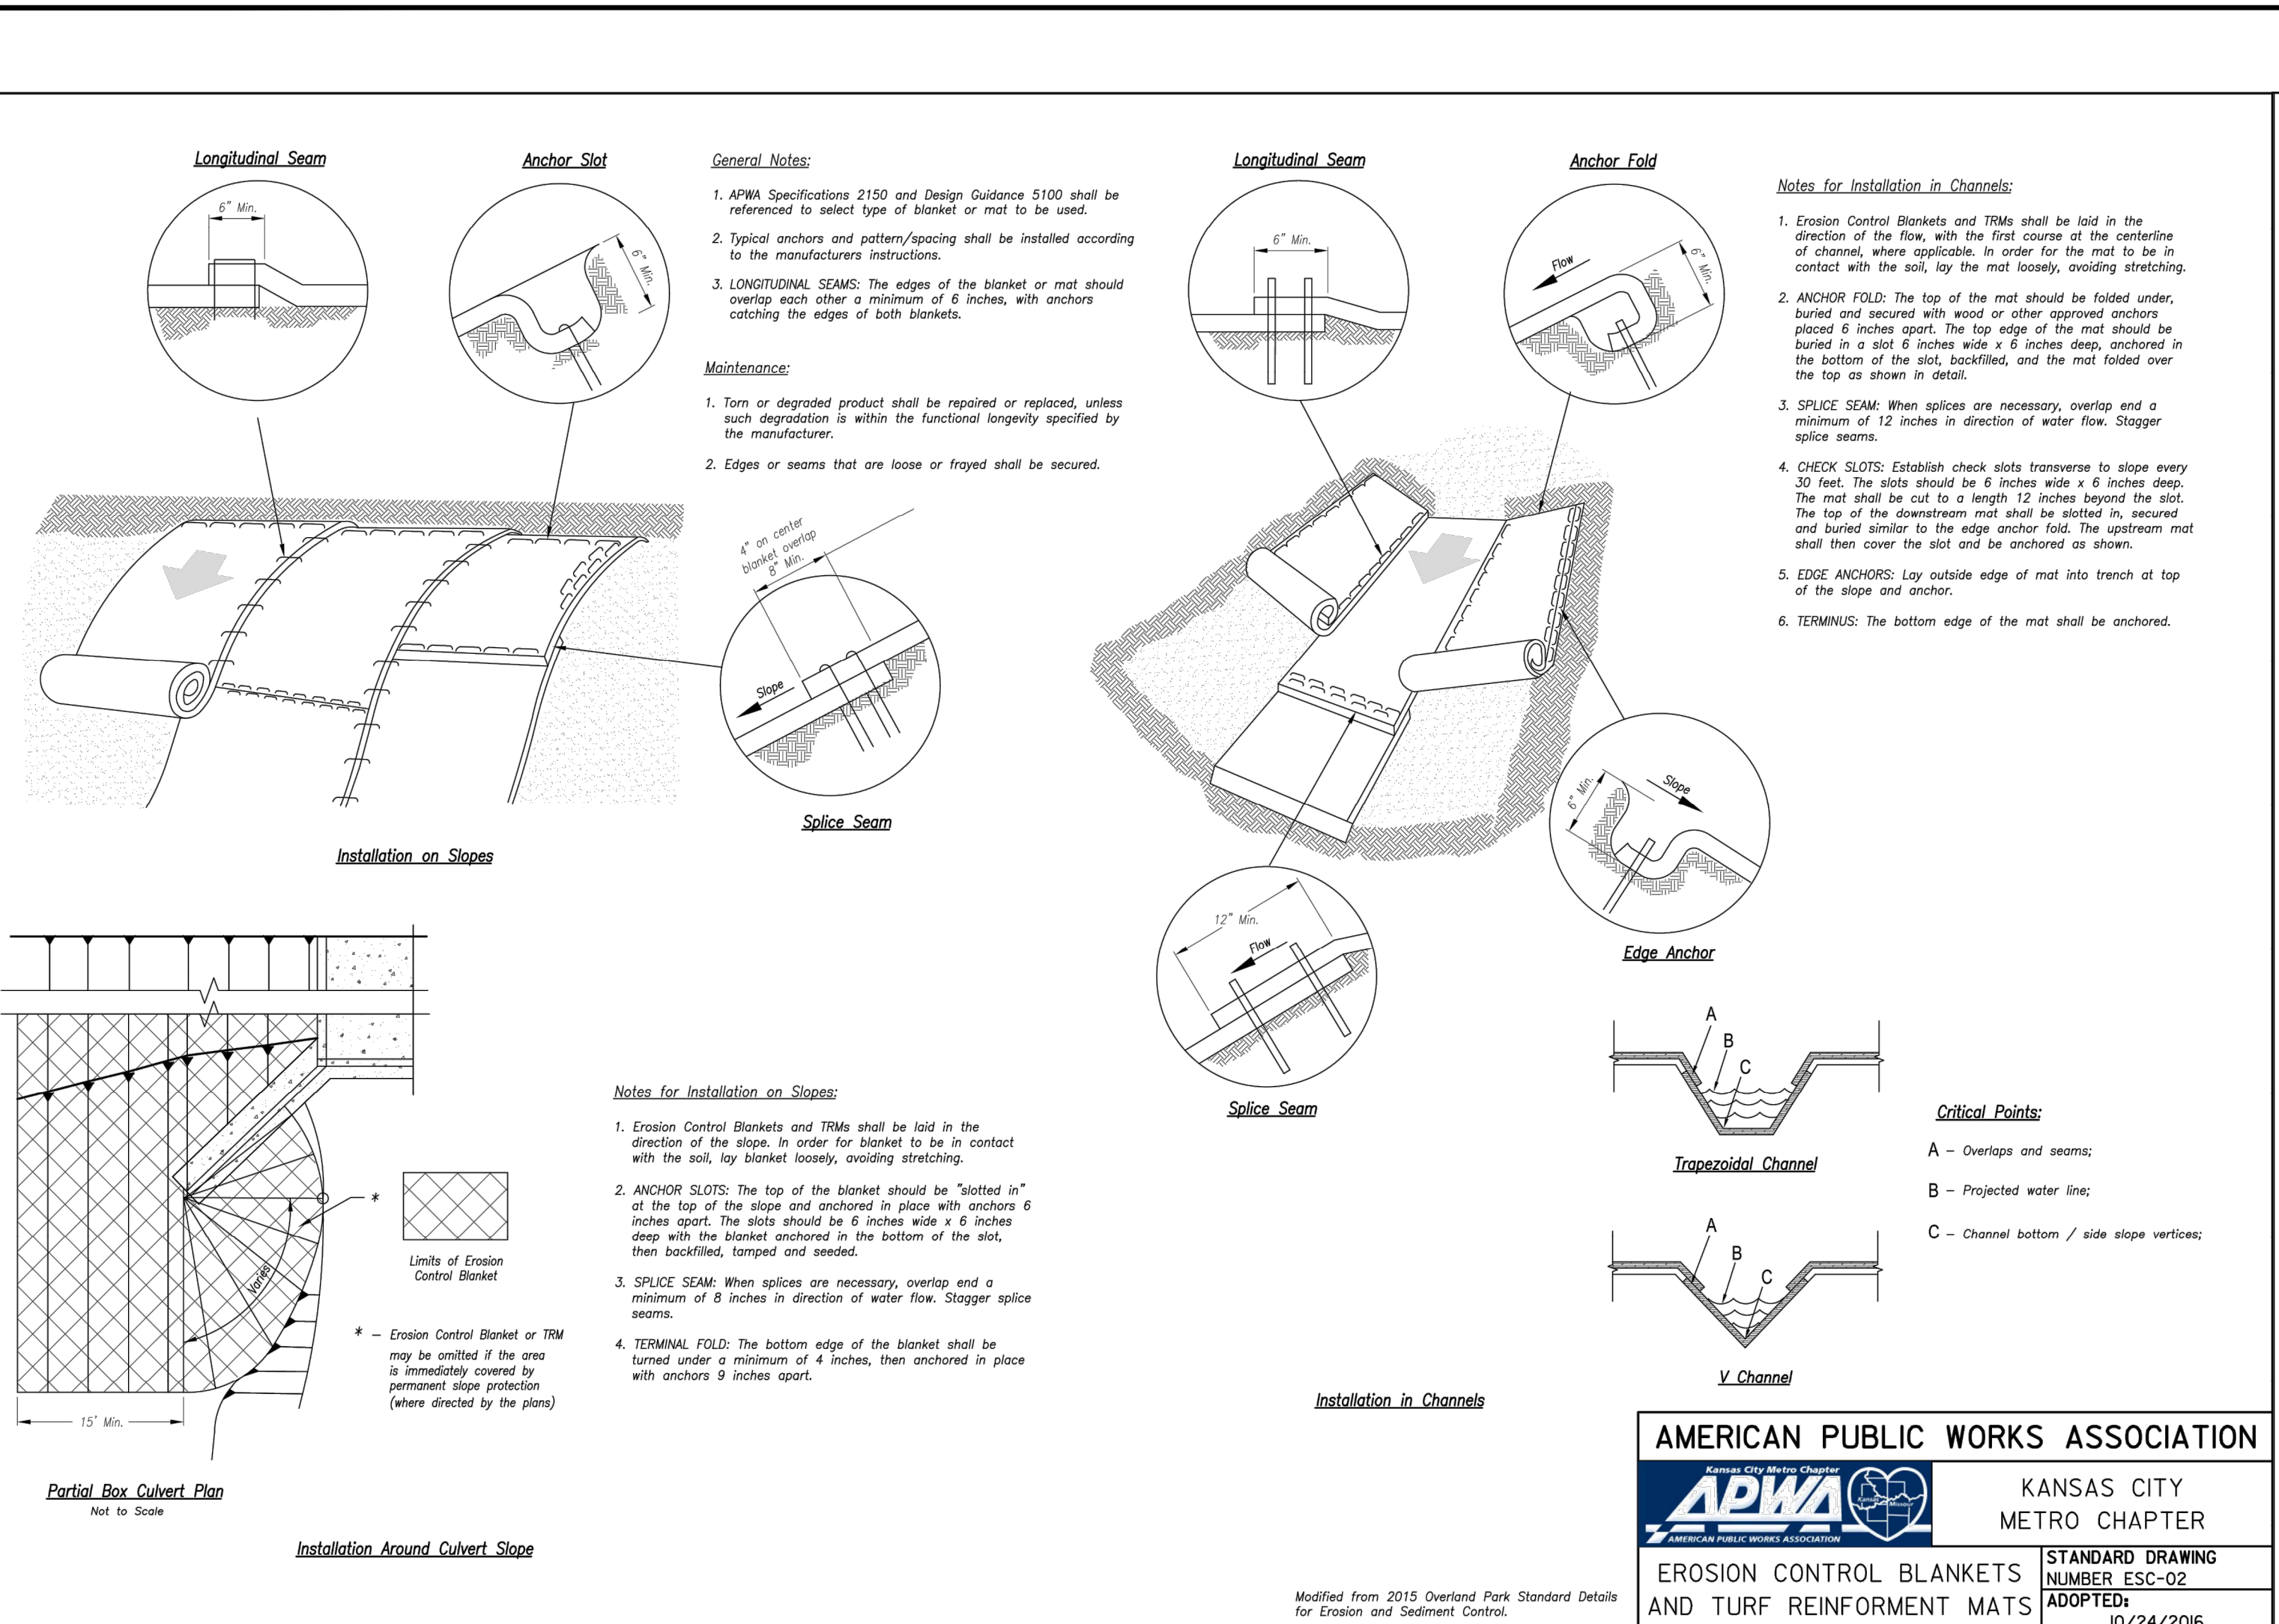 Longitudinal Seam
6" Min.
Anchor Slot
6" Min.
General Notes:
1. APWA Specifications 2150 and Design Guidance 5100 shall be
referenced to select type of blanket or mat to be used.
2. Typical anchors and pattern/spacing shall be installed according
to the manufacturers instructions.
3. LONGITUDINAL SEAMS: The edges of the blanket or mat should
overlap each other a minimum of 6 inches, with anchors
catching the edges of both blankets.
Maintenance:
1. Torn or degraded product shall be repaired or replaced, unless
such degradation is within the functional longevity specified by
the manufacturer.
2. Edges or seams that are loose or frayed shall be secured.
4" on center
blanket overlap
8" Min.
Slope
Splice Seam
Installation on Slopes
Longitudinal Seam
6" Min.
Anchor Fold
Flow
6" Min.
Notes for Installation in Channels:
1. Erosion Control Blankets and TRMs shall be laid in the
direction of the flow, with the first course at the centerline
of channel, where applicable. In order for the mat to be in
contact with the soil, lay the mat loosely, avoiding stretching.
2. ANCHOR FOLD: The top of the mat should be folded under,
buried and secured with wood or other approved anchors
placed 6 inches apart. The top edge of the mat should be
buried in a slot 6 inches wide x 6 inches deep, anchored in
the bottom of the slot, backfilled, and the mat folded over
the top as shown in detail.
3. SPLICE SEAM: When splices are necessary, overlap end a
minimum of 12 inches in direction of water flow. Stagger
splice seams.
4. CHECK SLOTS: Establish check slots transverse to slope every
30 feet. The slots should be 6 inches wide x 6 inches deep.
The mat shall be cut to a length 12 inches beyond the slot.
The top of the downstream mat shall be slotted in, secured
and buried similar to the edge anchor fold. The upstream mat
shall then cover the slot and be anchored as shown.
5. EDGE ANCHORS: Lay outside edge of mat into trench at top
of the slope and anchor.
6. TERMINUS: The bottom edge of the mat shall be anchored.
6" Min.
Slope
Edge Anchor
12" Min.
Flow
Splice Seam
A
B
C
Trapezoidal Channel
A
B
C
V Channel
Critical Points:
A – Overlaps and seams;
B – Projected water line;
C – Channel bottom / side slope vertices;
Installation in Channels
Varies
*
Limits of Erosion
Control Blanket
* – Erosion Control Blanket or TRM
may be omitted if the area
is immediately covered by
permanent slope protection
(where directed by the plans)
15' Min.
Partial Box Culvert Plan
Not to Scale
Installation Around Culvert Slope
Notes for Installation on Slopes:
1. Erosion Control Blankets and TRMs shall be laid in the
direction of the slope. In order for blanket to be in contact
with the soil, lay blanket loosely, avoiding stretching.
2. ANCHOR SLOTS: The top of the blanket should be "slotted in"
at the top of the slope and anchored in place with anchors 6
inches apart. The slots should be 6 inches wide x 6 inches
deep with the blanket anchored in the bottom of the slot,
then backfilled, tamped and seeded.
3. SPLICE SEAM: When splices are necessary, overlap end a
minimum of 8 inches in direction of water flow. Stagger splice
seams.
4. TERMINAL FOLD: The bottom edge of the blanket shall be
turned under a minimum of 4 inches, then anchored in place
with anchors 9 inches apart.
Modified from 2015 Overland Park Standard Details
for Erosion and Sediment Control.
AMERICAN PUBLIC WORKS ASSOCIATION
Kansas City Metro Chapter
APWA
Kansas Missouri
AMERICAN PUBLIC WORKS ASSOCIATION
KANSAS CITY
METRO CHAPTER
EROSION CONTROL BLANKETS
AND TURF REINFORMENT MATS
STANDARD DRAWING
NUMBER ESC-02
ADOPTED:
10/24/2016